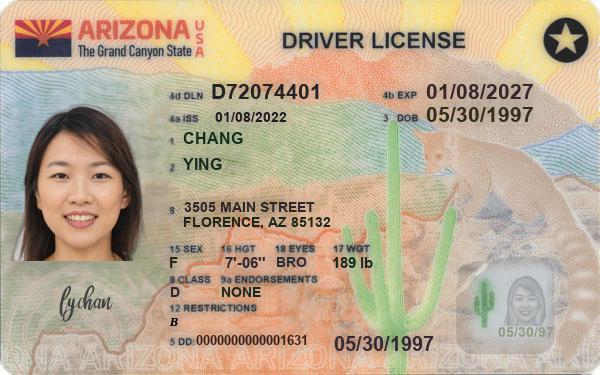 ARIZONA USA
The Grand Canyon State
DRIVER LICENSE
4d DLN D72074401
4b EXP 01/08/2027
4a ISS 01/08/2022
3 DOB 05/30/1997
1 CHANG
2 YING
8 3505 MAIN STREET
FLORENCE, AZ 85132
15 SEX 16 HGT 18 EYES 17 WGT
F 7'-06" BRO 189 lb
9 CLASS 9a ENDORSEMENTS
D NONE
12 RESTRICTIONS
B
5 DD: 0000000000001631
05/30/1997
lychan
05/30/97
ARIZONA ARIZONA ARIZONA ARIZONA